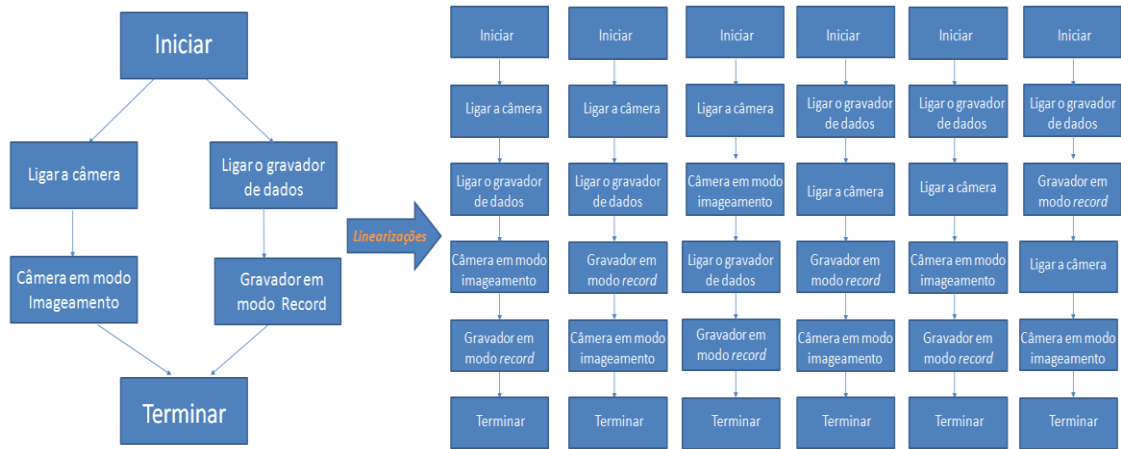 Iniciar
Ligar a câmera
Ligar o gravador
de dados
Câmera em modo
Imageamento
Gravador em
modo Record
Terminar
Linearizações
Iniciar
Ligar a câmera
Ligar o gravador
de dados
Câmera em modo
imageamento
Gravador em
modo record
Terminar
Iniciar
Ligar a câmera
Ligar o gravador
de dados
Gravador em
modo record
Câmera em modo
imageamento
Terminar
Iniciar
Ligar a câmera
Câmera em modo
imageamento
Ligar o gravador
de dados
Gravador em
modo record
Terminar
Iniciar
Ligar o gravador
de dados
Ligar a câmera
Gravador em
modo record
Câmera em modo
imageamento
Terminar
Iniciar
Ligar o gravador
de dados
Ligar a câmera
Câmera em modo
imageamento
Gravador em
modo record
Terminar
Iniciar
Ligar o gravador
de dados
Gravador em
modo record
Ligar a câmera
Câmera em modo
imageamento
Terminar